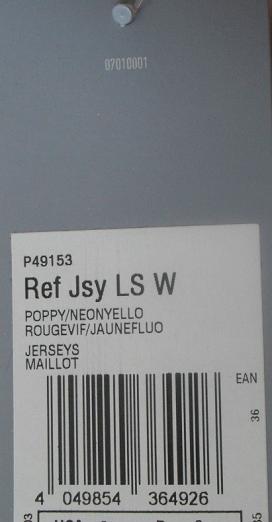 07010001
P49153
Ref Jsy LS W
POPPY/NEONYELLO
ROUGEVIF/JAUNEFLUO
JERSEYS
MAILLOT
EAN
36
4 049854 364926